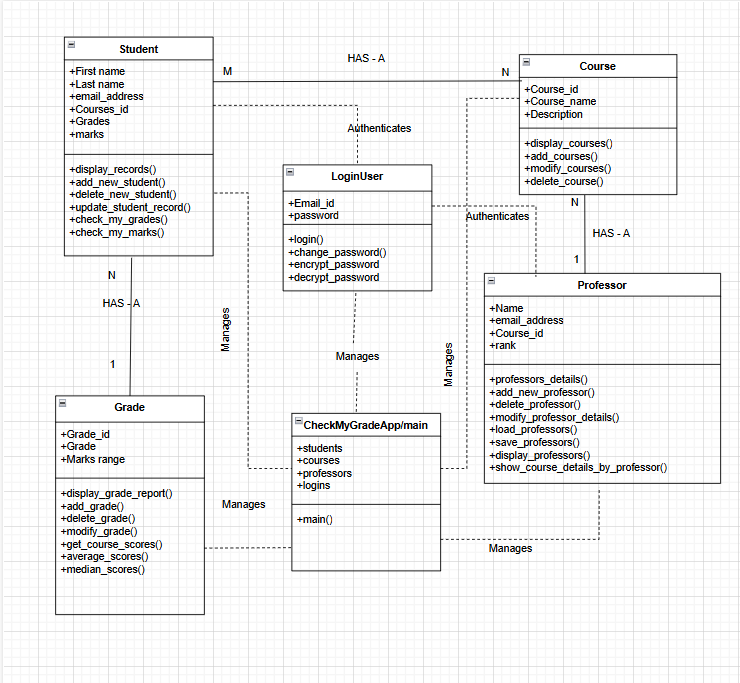 Student
+First name
+Last name
+email_address
+Courses_id
+Grades
+marks
+display_records()
+add_new_student()
+delete_new_student()
+update_student_record()
+check_my_grades()
+check_my_marks()
M
HAS - A
N
Course
+Course_id
+Course_name
+Description
+display_courses()
+add_courses()
+modify_courses()
+delete_course()
Authenticates
LoginUser
+Email_id
+password
+login()
+change_password()
+encrypt_password
+decrypt_password
Authenticates
N
HAS - A
1
Professor
+Name
+email_address
+Course_id
+rank
+professors_details()
+add_new_professor()
+delete_professor()
+modify_professor_details()
+load_professors()
+save_professors()
+display_professors()
+show_course_details_by_professor()
N
HAS - A
1
Manages
Manages
Manages
Grade
+Grade_id
+Grade
+Marks range
+display_grade_report()
+add_grade()
+delete_grade()
+modify_grade()
+get_course_scores()
+average_scores()
+median_scores()
CheckMyGradeApp/main
+students
+courses
+professors
+logins
+main()
Manages
Manages